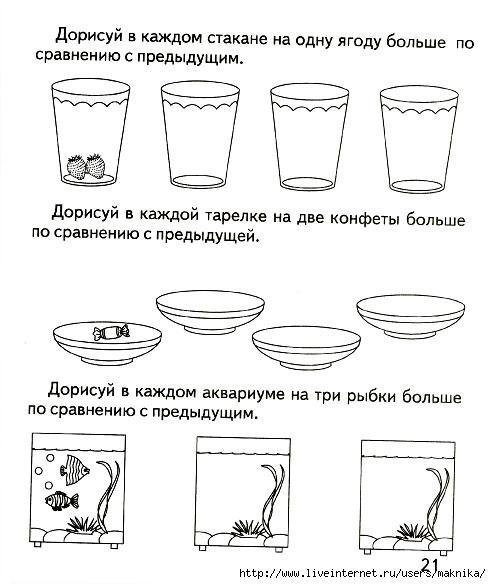 Дорисуй в каждом стакане на одну ягоду больше по
сравнению с предыдущим.
Дорисуй в каждой тарелке на две конфеты больше
по сравнению с предыдущей.
Дорисуй в каждом аквариуме на три рыбки больше
по сравнению с предыдущим.
21
http://www.liveinternet.ru/users/maknika/